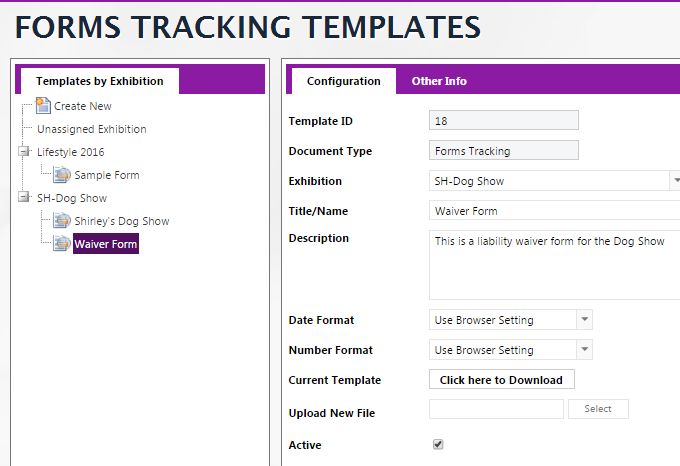 FORMS TRACKING TEMPLATES
Templates by Exhibition
Create New
Unassigned Exhibition
Lifestyle 2016
Sample Form
SH-Dog Show
Shirley's Dog Show
Waiver Form
Configuration
Other Info
Template ID
18
Document Type
Forms Tracking
Exhibition
SH-Dog Show
Title/Name
Waiver Form
Description
This is a liability waiver form for the Dog Show
Date Format
Use Browser Setting
Number Format
Use Browser Setting
Current Template
Click here to Download
Upload New File
Select
Active